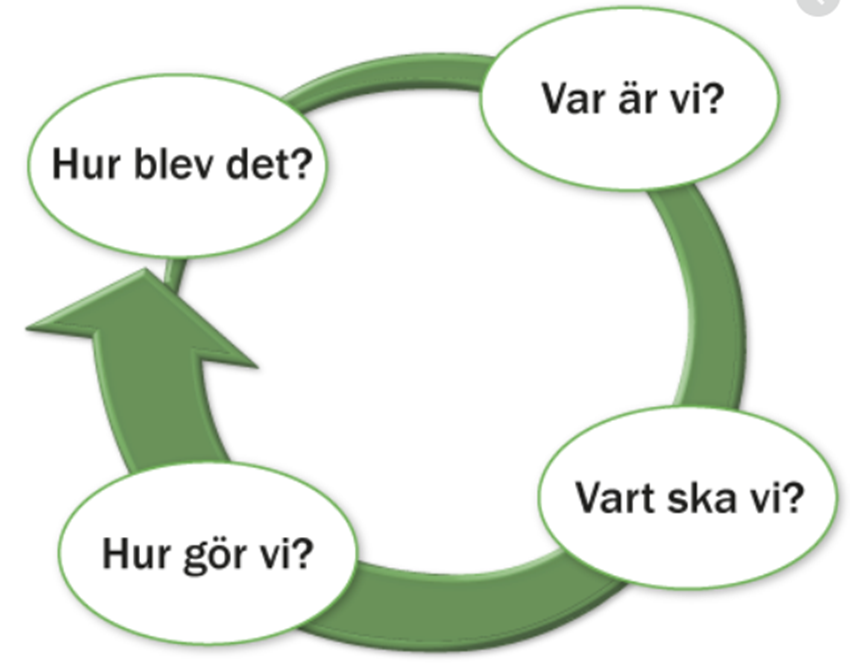 Var är vi?
Vart ska vi?
Hur gör vi?
Hur blev det?